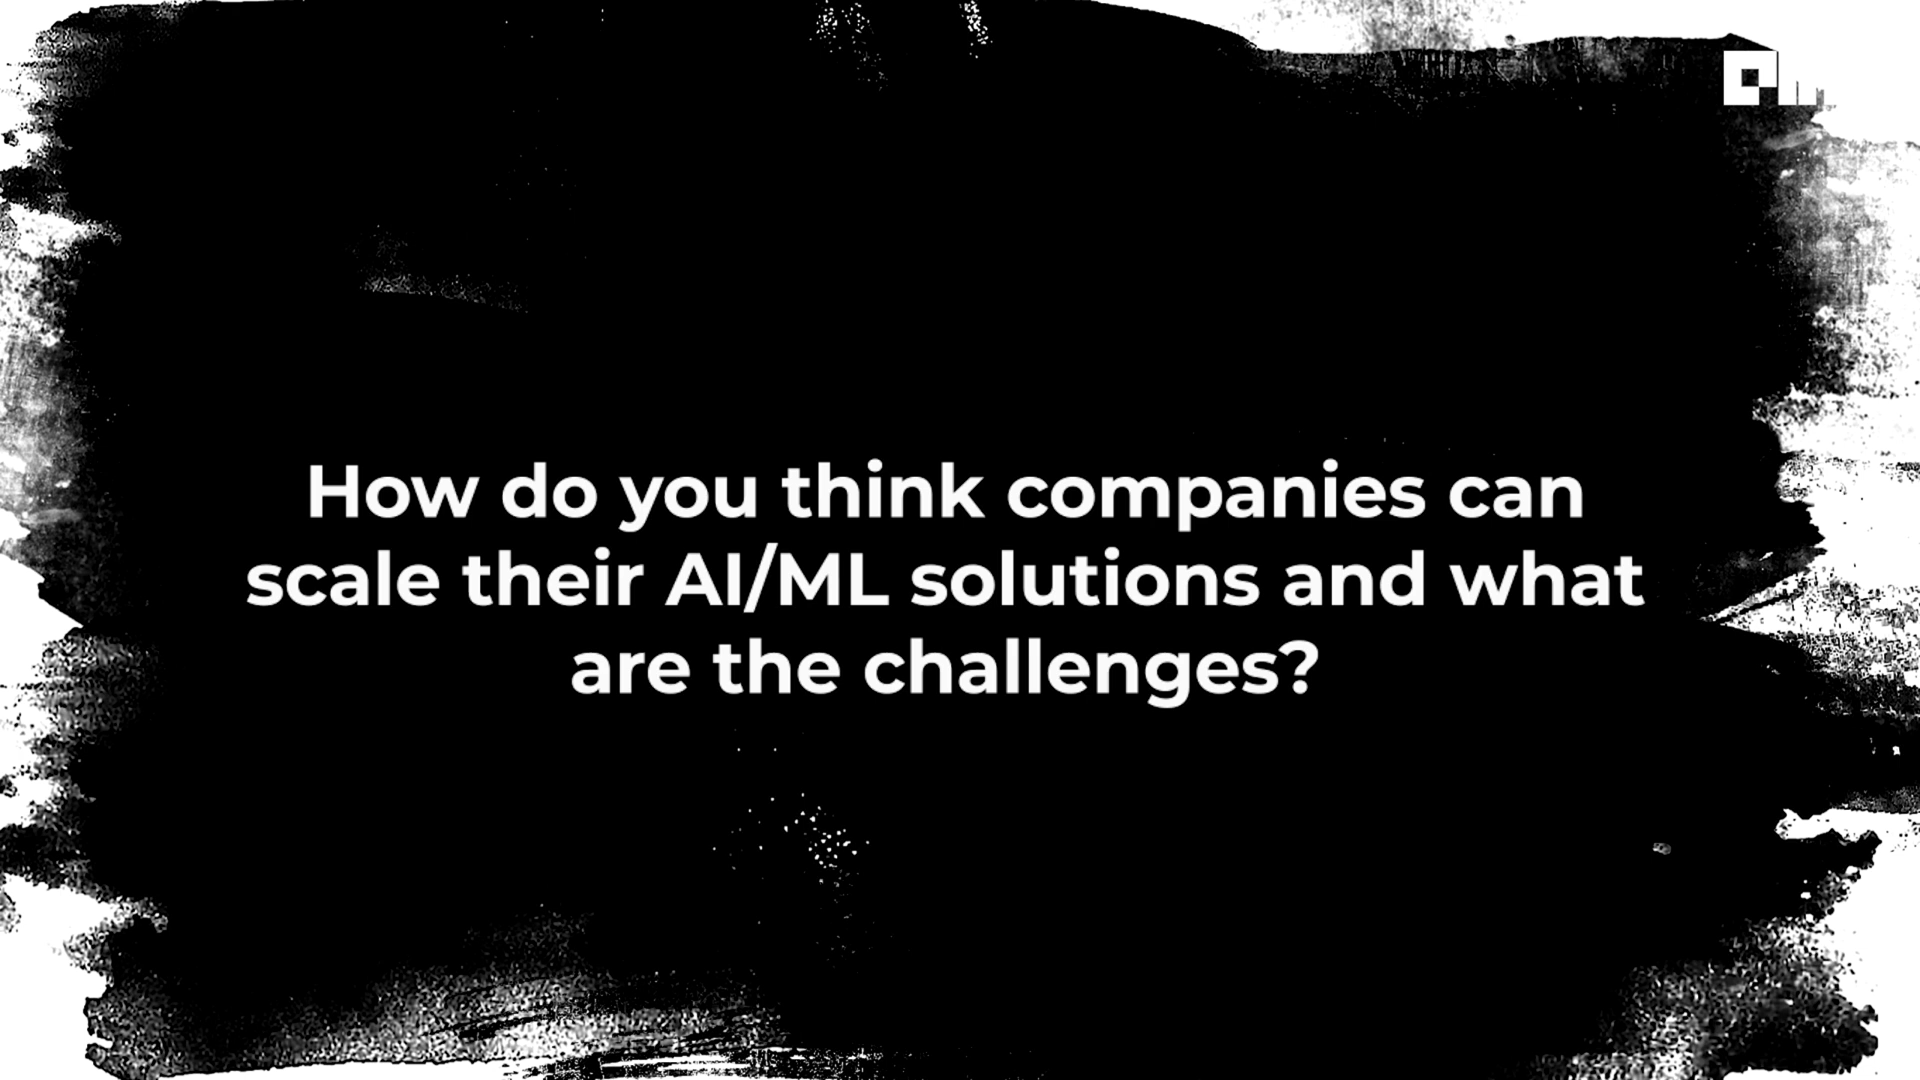 How do you think companies can
scale their AI/ML solutions and what
are the challenges?